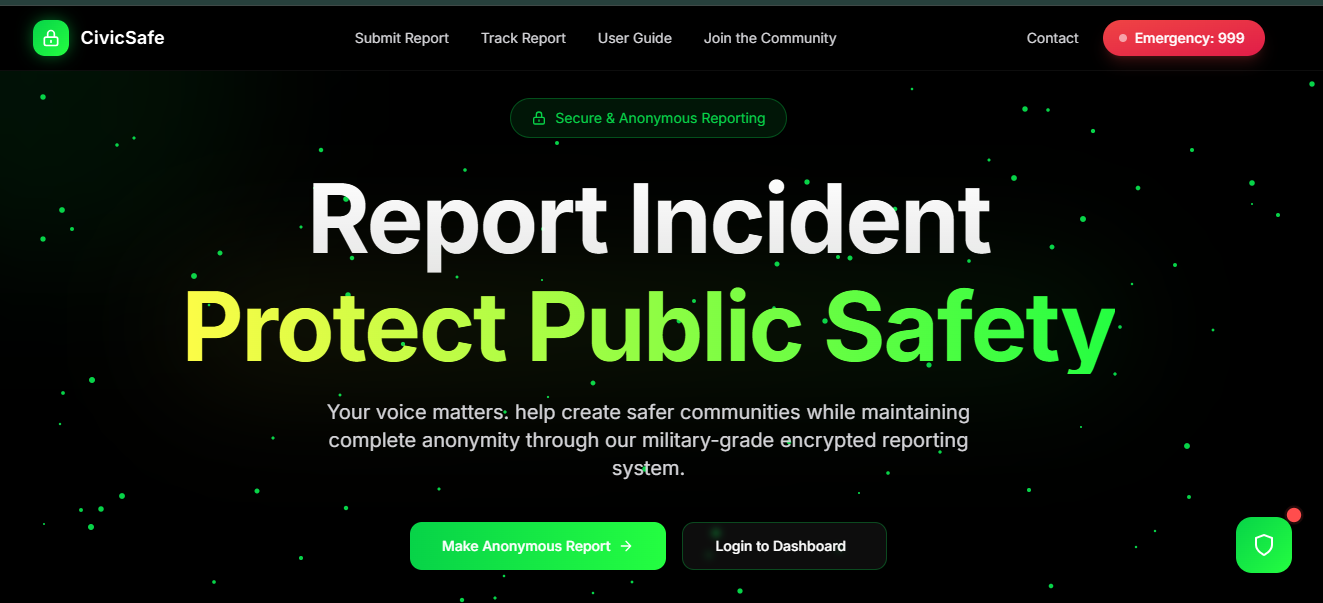 CivicSafe
Submit Report
Track Report
User Guide
Join the Community
Contact
Emergency: 999
Secure & Anonymous Reporting
Report Incident
Protect Public Safety
Your voice matters. help create safer communities while maintaining
complete anonymity through our military-grade encrypted reporting
system.
Make Anonymous Report →
Login to Dashboard